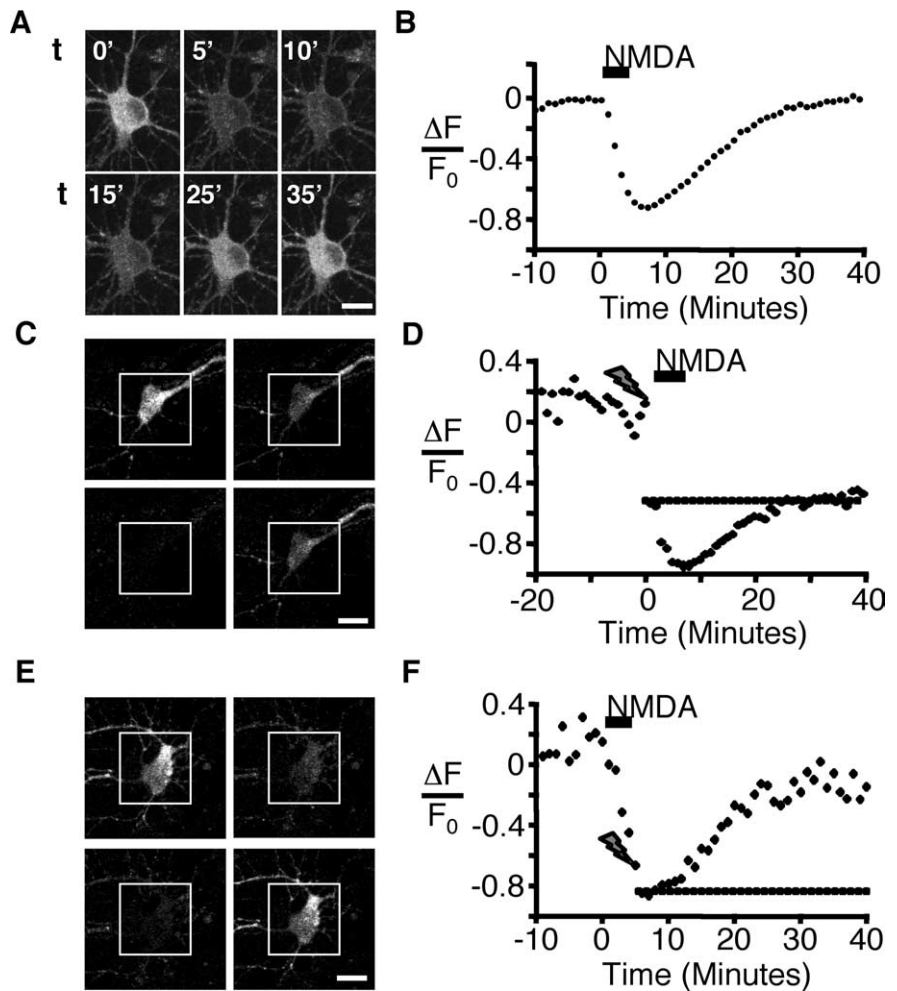 A
t 0’ 5’ 10’
t 15’ 25’ 35’
B
NMDA
ΔF
F0
0
-0.4
-0.8
-10 0 10 20 30 40
Time (Minutes)
C
D
NMDA
ΔF
F0
0.4
0
-0.4
-0.8
-20 0 20 40
Time (Minutes)
E
F
NMDA
ΔF
F0
0.4
0
-0.4
-0.8
-10 0 10 20 30 40
Time (Minutes)